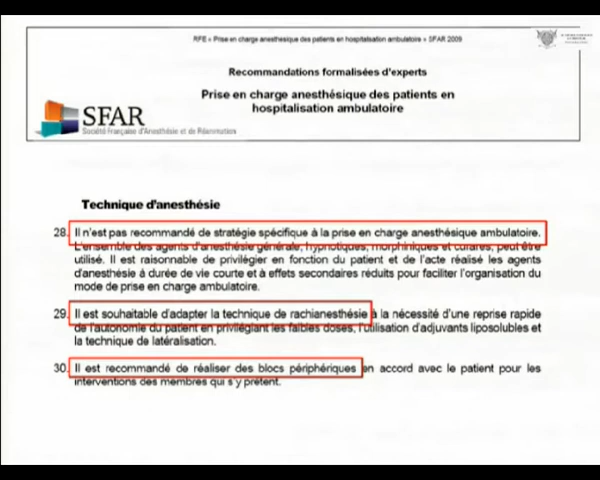 RFE « Prise en charge anesthésique des patients en hospitalisation ambulatoire » SFAR 2009
Recommandations formalisées d'experts
Prise en charge anesthésique des patients en
hospitalisation ambulatoire
SFAR
Société Française d'Anesthésie et de Réanimation
Technique d'anesthésie
28. Il n'est pas recommandé de stratégie spécifique à la prise en charge anesthésique ambulatoire.
L'ensemble des agents d'anesthésie générale, hypnotiques, morphiniques et curares, peut être
utilisé. Il est raisonnable de privilégier en fonction du patient et de l'acte réalisé les agents
d'anesthésie à durée de vie courte et à effets secondaires réduits pour faciliter l'organisation du
mode de prise en charge ambulatoire.
29. Il est souhaitable d'adapter la technique de rachianesthésie à la nécessité d'une reprise rapide
de l'autonomie du patient en privilégiant les faibles doses, l'utilisation d'adjuvants liposolubles et
la technique de latéralisation.
30. Il est recommandé de réaliser des blocs périphériques en accord avec le patient pour les
interventions des membres qui s'y prêtent.